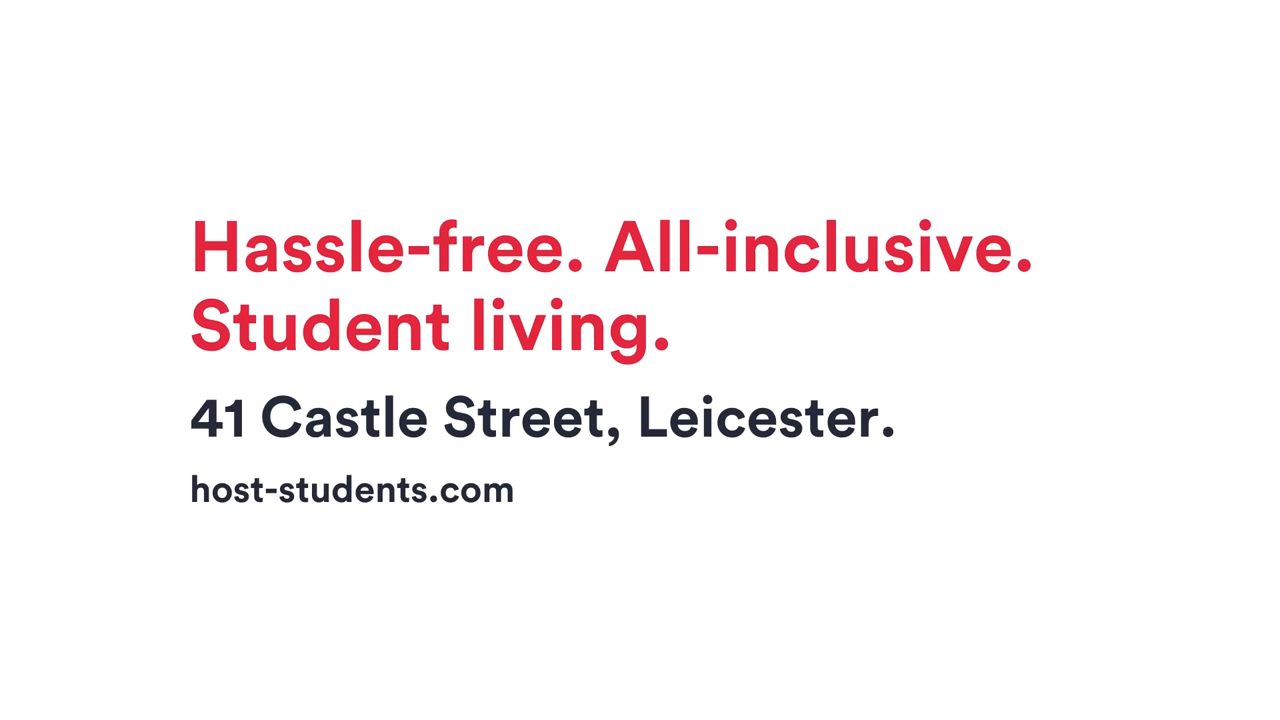 Hassle-free. All-inclusive.
Student living.
41 Castle Street, Leicester.
host-students.com